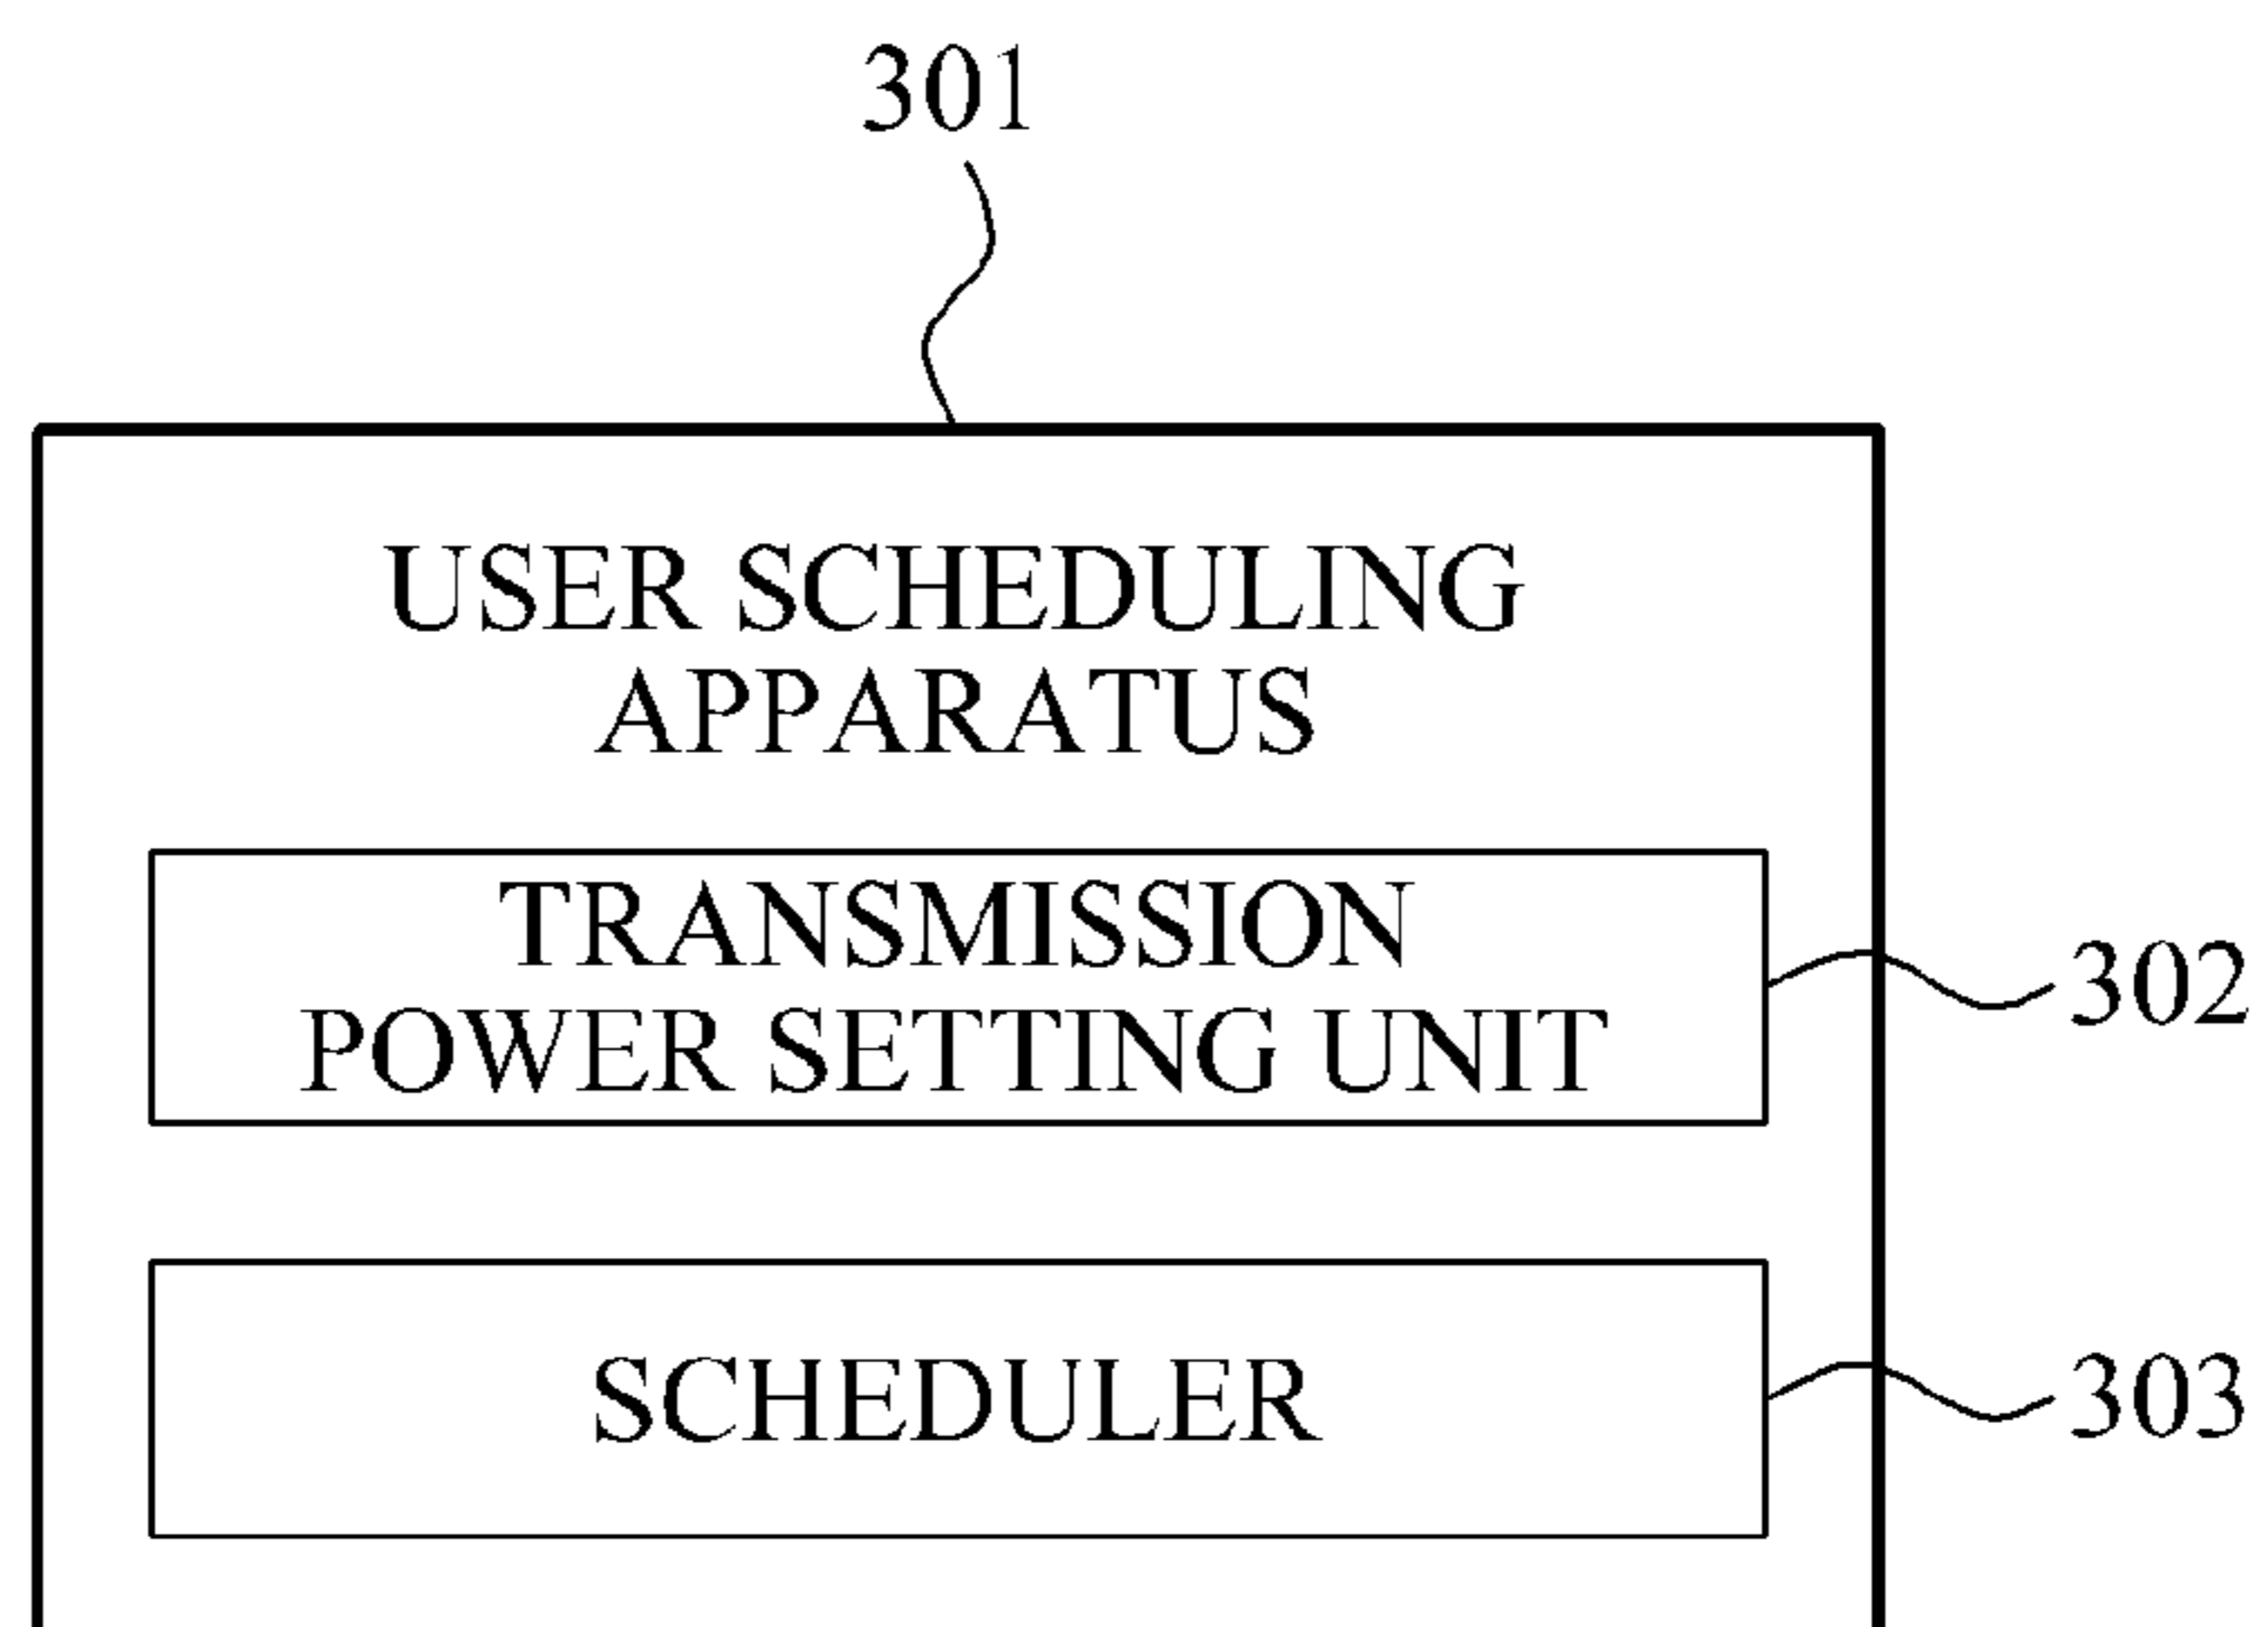 301
USER SCHEDULING
APPARATUS
TRANSMISSION
POWER SETTING UNIT
302
SCHEDULER
303